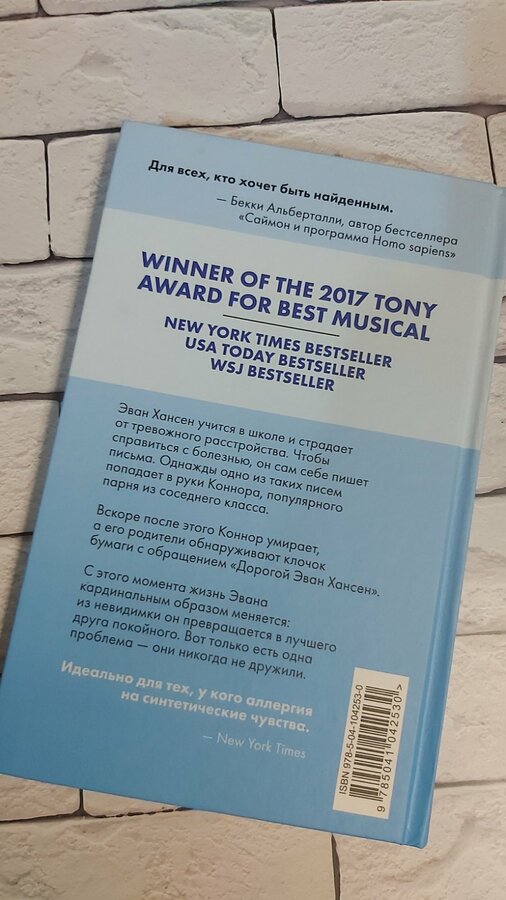 Для всех, кто хочет быть найденным.
— Бекки Альберталли, автор бестселлера
«Саймон и программа Homo sapiens»
WINNER OF THE 2017 TONY
AWARD FOR BEST MUSICAL
NEW YORK TIMES BESTSELLER
USA TODAY BESTSELLER
WSJ BESTSELLER
Эван Хансен учится в школе и страдает
от тревожного расстройства. Чтобы
справиться с болезнью, он сам себе пишет
письма. Однажды одно из таких писем
попадает в руки Коннора, популярного
парня из соседнего класса.
Вскоре после этого Коннор умирает,
а его родители обнаруживают клочок
бумаги с обращением «Дорогой Эван Хансен».
С этого момента жизнь Эвана
кардинальным образом меняется:
из невидимки он превращается в лучшего
друга покойного. Вот только есть одна
проблема — они никогда не дружили.
Идеально для тех, у кого аллергия
на синтетические чувства.
— New York Times
ISBN 978-5-04-104253-0
9 785041 042530 >